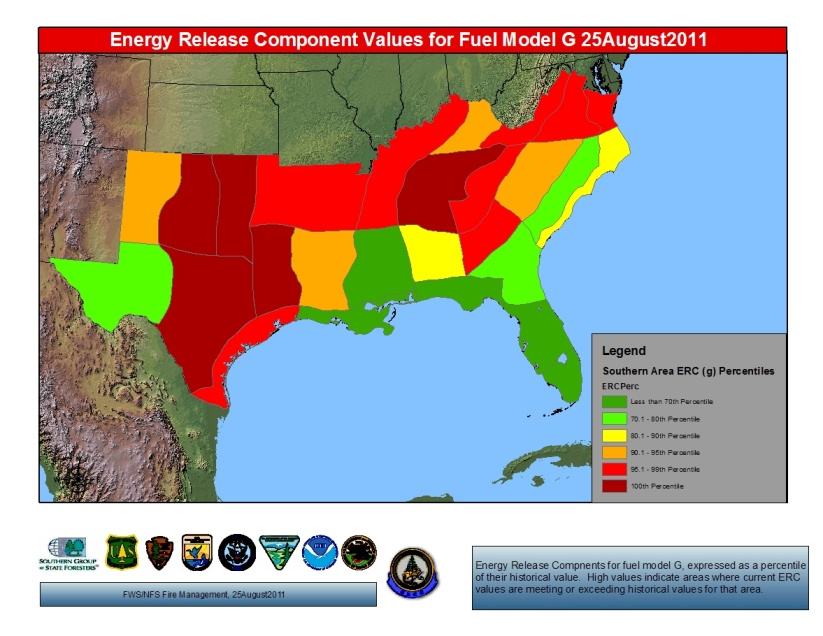 Energy Release Component Values for Fuel Model G 25August2011
Legend
Southern Area ERC (g) Percentiles
ERCPerc
Less than 70th Percentile
70.1 - 80th Percentile
80.1 - 90th Percentile
90.1 - 95th Percentile
95.1 - 99th Percentile
100th Percentile
SOUTHERN GROUP
OF STATE FORESTERS
FWS/NFS Fire Management, 25August2011
Energy Release Compnents for fuel model G, expressed as a percentile
of their historical value. High values indicate areas where current ERC
values are meeting or exceeding historical values for that area.